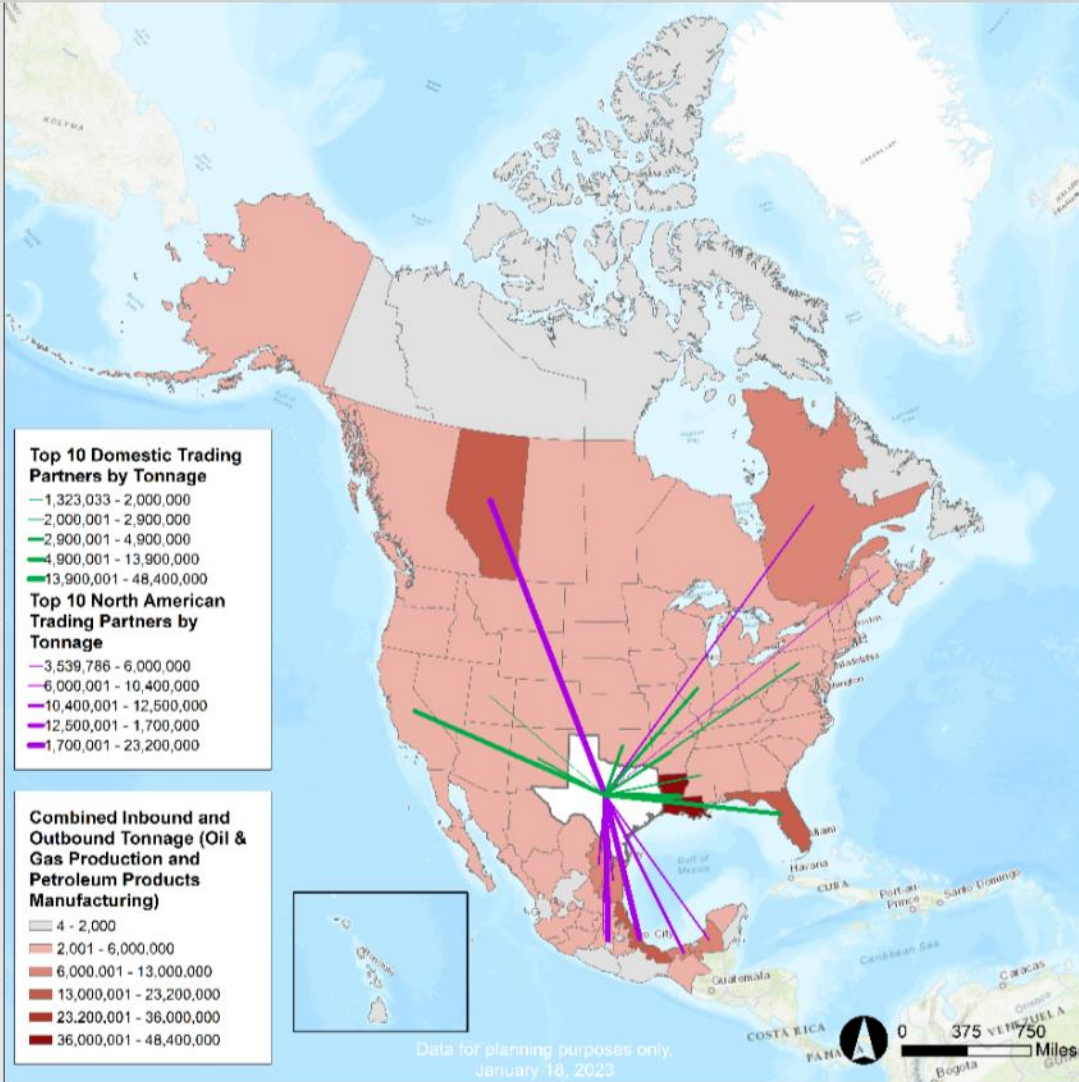 KOLYMA
GREENLAND
Top 10 Domestic Trading
Partners by Tonnage
1,323,033 - 2,000,000
2,000,001 - 2,900,000
2,900,001 - 4,900,000
4,900,001 - 13,900,000
13,900,001 - 48,400,000
Top 10 North American
Trading Partners by
Tonnage
3,539,786 - 6,000,000
6,000,001 - 10,400,000
10,400,001 - 12,500,000
12,500,001 - 1,700,000
1,700,001 - 23,200,000
Combined Inbound and
Outbound Tonnage (Oil &
Gas Production and
Petroleum Products
Manufacturing)
4 - 2,000
2,001 - 6,000,000
6,000,001 - 13,000,000
13,000,001 - 23,200,000
23,200,001 - 36,000,000
36,000,001 - 48,400,000
Miami
Gulf of
Mexico
Havana
CUBA
Port-au-
Prince
Santo Domingo
o City
Caribbean Sea
Guatemala
Caracas
COSTA RICA
VENEZUELA
Bogota
0 375 750
Miles
Data for planning purposes only.
January 18, 2023